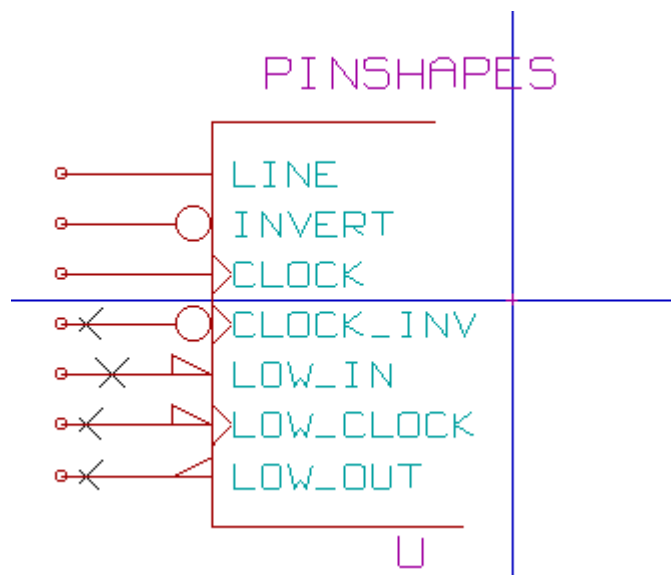 PINSHAPES
LINE
INVERT
CLOCK
CLOCK_INV
LOW_IN
LOW_CLOCK
LOW_OUT
U